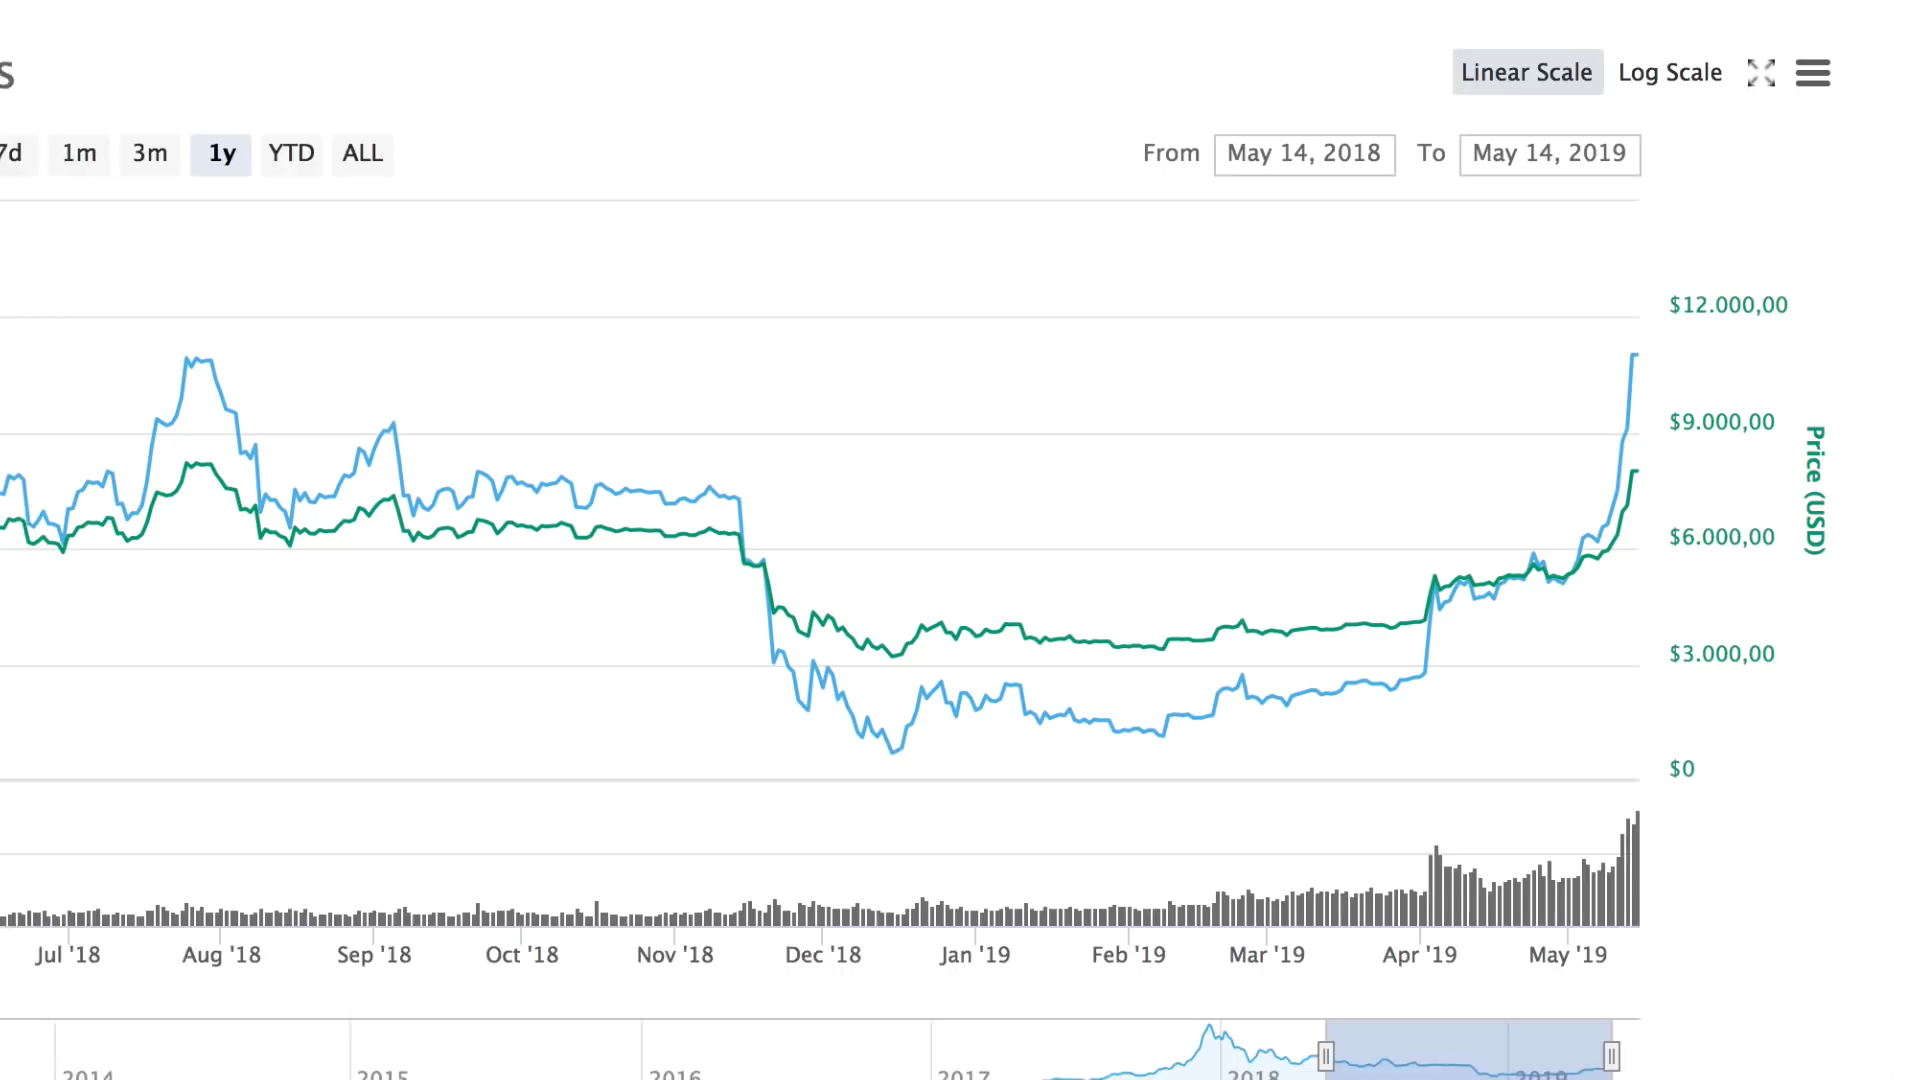 s
Linear Scale Log Scale
7d 1m 3m 1y YTD ALL From May 14, 2018 To May 14, 2019
$12.000,00
$9.000,00
$6.000,00
$3.000,00
$0
Price (USD)
Jul '18 Aug '18 Sep '18 Oct '18 Nov '18 Dec '18 Jan '19 Feb '19 Mar '19 Apr '19 May '19
2014 2015 2016 2017 2018 2019